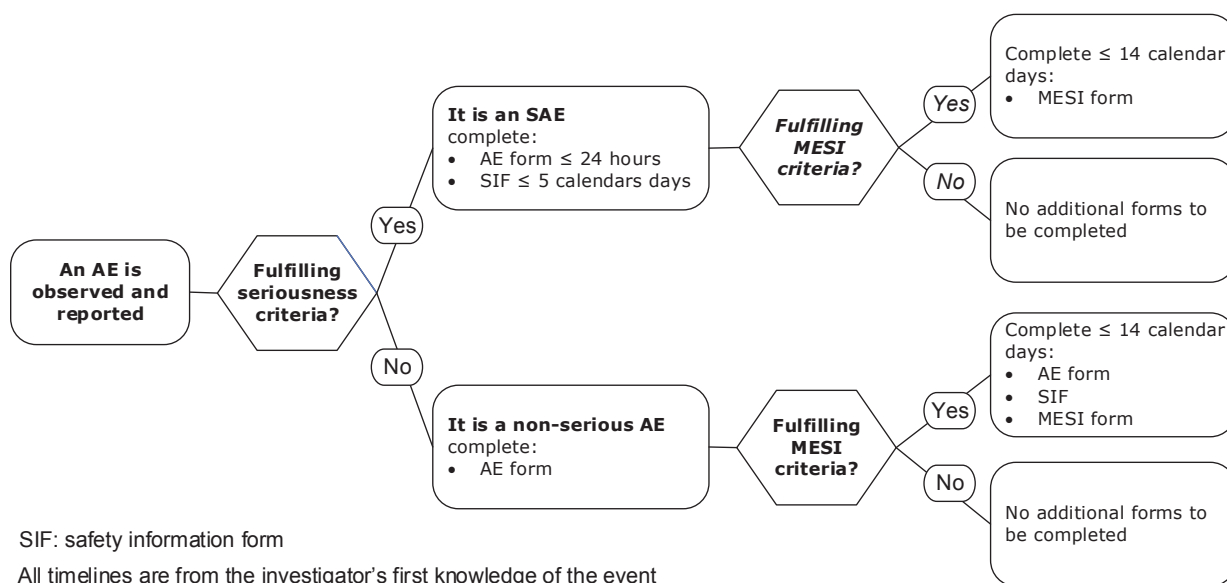 An AE is
observed and
reported
Fulfilling
seriousness
criteria?
Yes
It is an SAE
complete:
• AE form ≤ 24 hours
• SIF ≤ 5 calendars days
Fulfilling
MESI
criteria?
Yes
Complete ≤ 14 calendar
days:
• MESI form
No
No additional forms to
be completed
No
It is a non-serious AE
complete:
• AE form
Fulfilling
MESI
criteria?
Yes
Complete ≤ 14 calendar
days:
• AE form
• SIF
• MESI form
No
No additional forms to
be completed
SIF: safety information form
All timelines are from the investigator’s first knowledge of the event